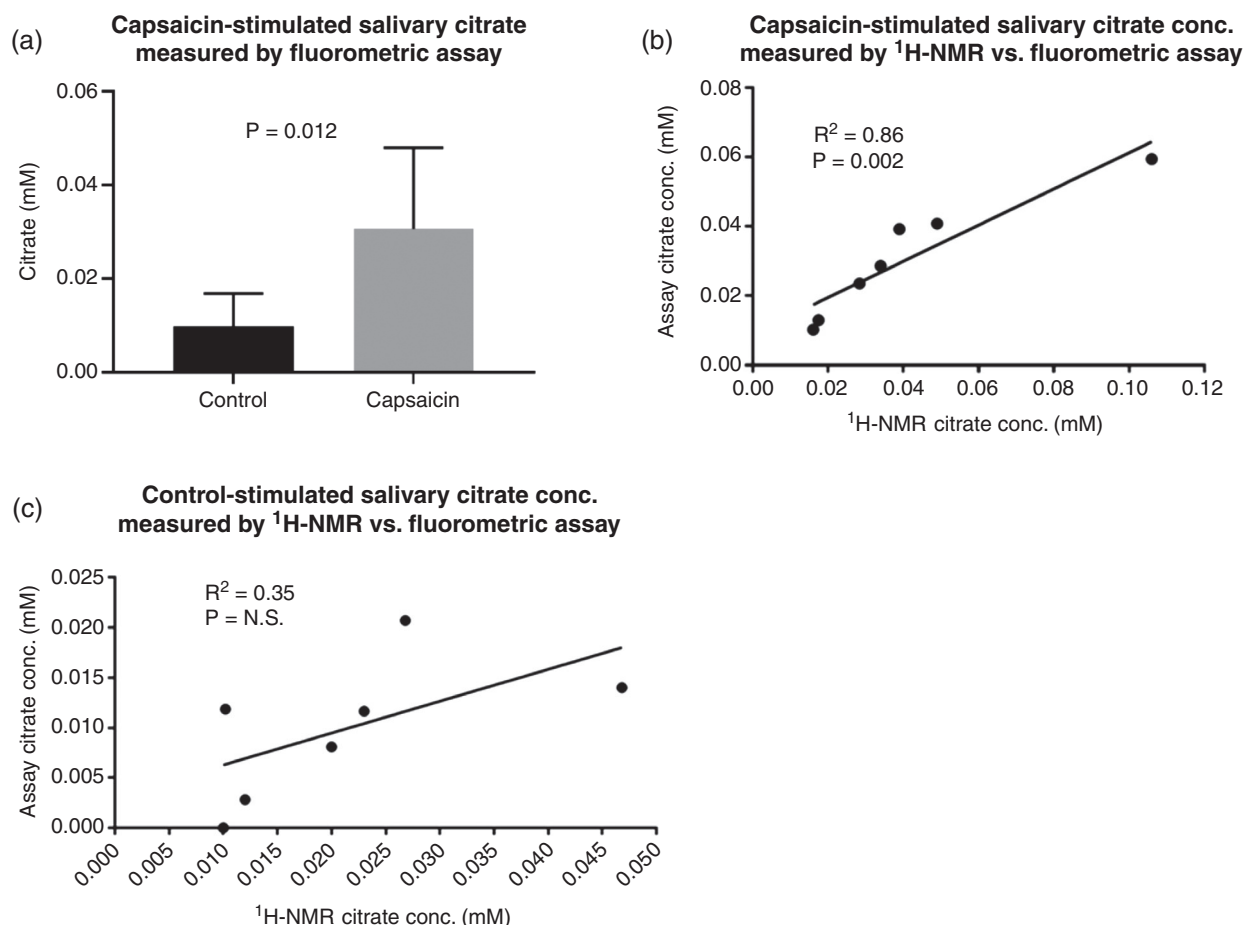 (a)
Capsaicin-stimulated salivary citrate
measured by fluorometric assay
0.06
0.04
0.02
0.00
Citrate (mM)
P = 0.012
Control
Capsaicin
(b)
Capsaicin-stimulated salivary citrate conc.
measured by ¹H-NMR vs. fluorometric assay
0.08
0.06
0.04
0.02
0.00
Assay citrate conc. (mM)
R² = 0.86
P = 0.002
0.00 0.02 0.04 0.06 0.08 0.10 0.12
¹H-NMR citrate conc. (mM)
(c)
Control-stimulated salivary citrate conc.
measured by ¹H-NMR vs. fluorometric assay
0.025
0.020
0.015
0.010
0.005
0.000
Assay citrate conc. (mM)
R² = 0.35
P = N.S.
0.000 0.005 0.010 0.015 0.020 0.025 0.030 0.035 0.040 0.045 0.050
¹H-NMR citrate conc. (mM)